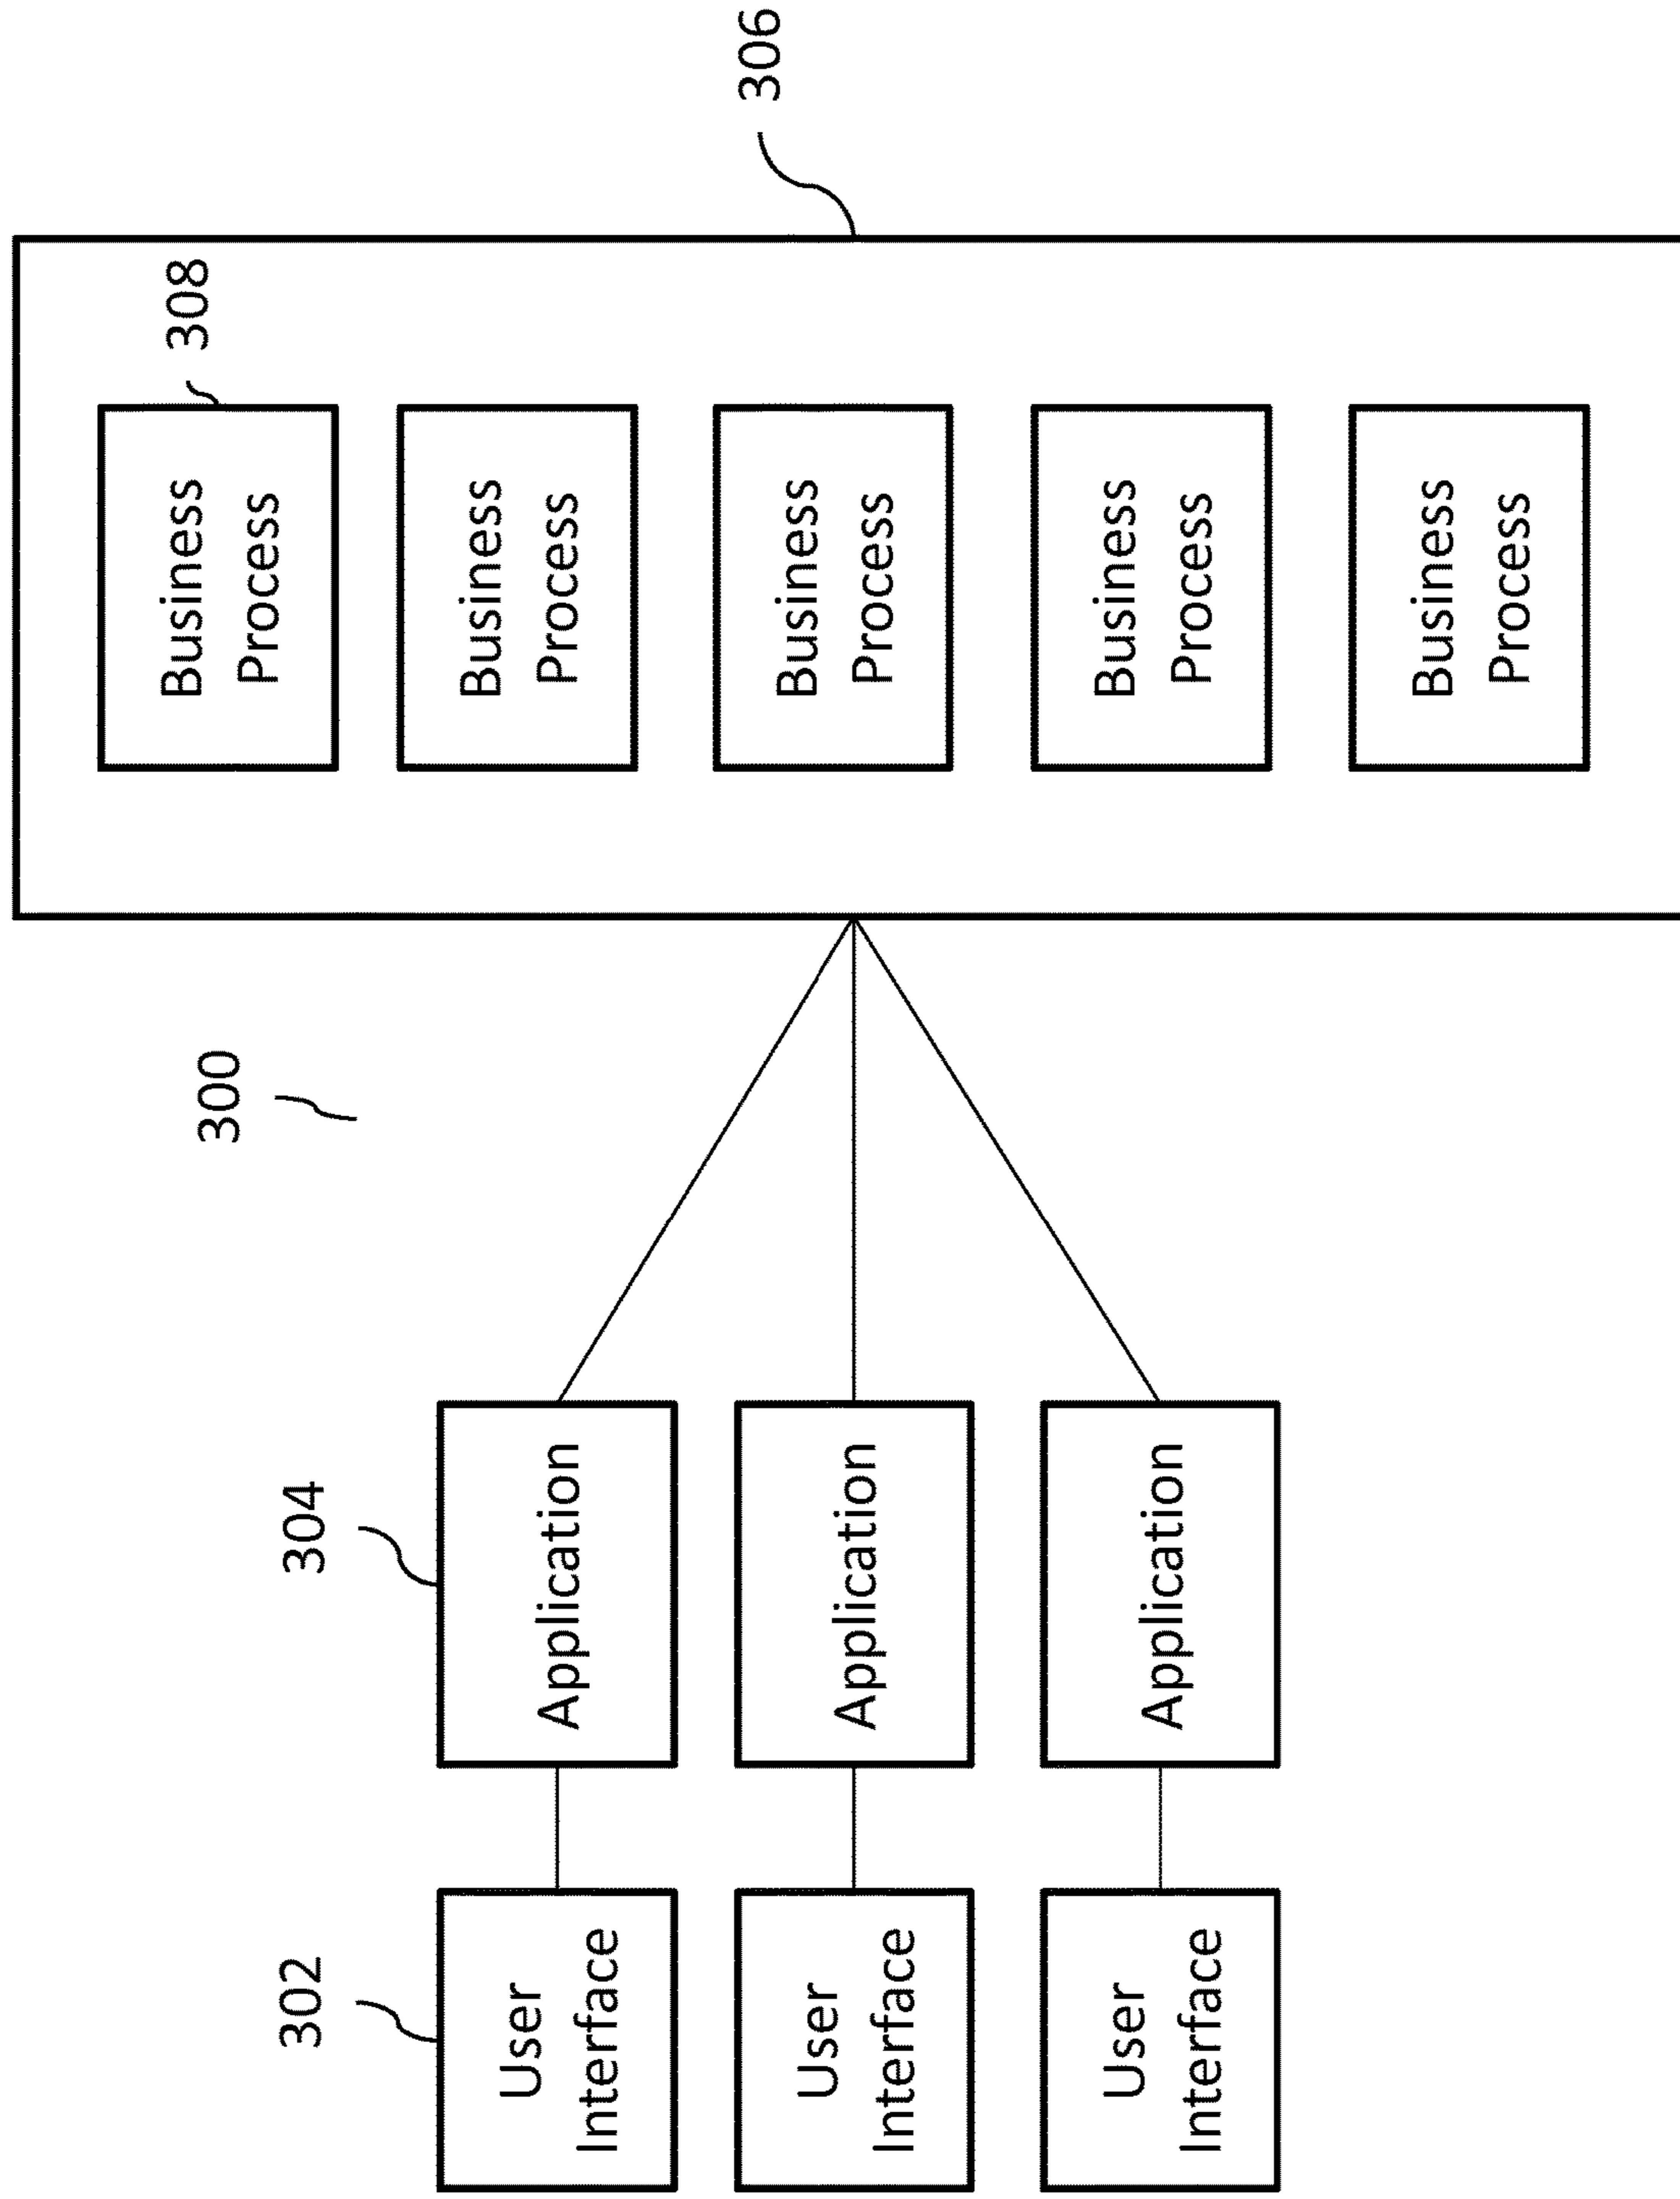 300
302
User
Interface
User
Interface
User
Interface
304
Application
Application
Application
308
Business
Process
Business
Process
Business
Process
Business
Process
Business
Process
306